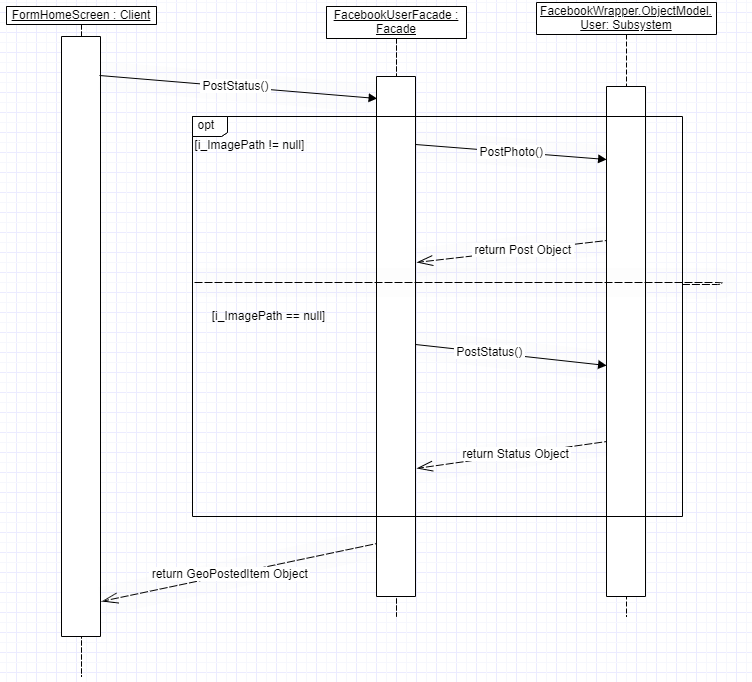 FormHomeScreen : Client
FacebookUserFacade :
Facade
FacebookWrapper.ObjectModel.
User: Subsystem
PostStatus()
opt
[i_ImagePath != null]
PostPhoto()
return Post Object
[i_ImagePath == null]
PostStatus()
return Status Object
return GeoPostedItem Object